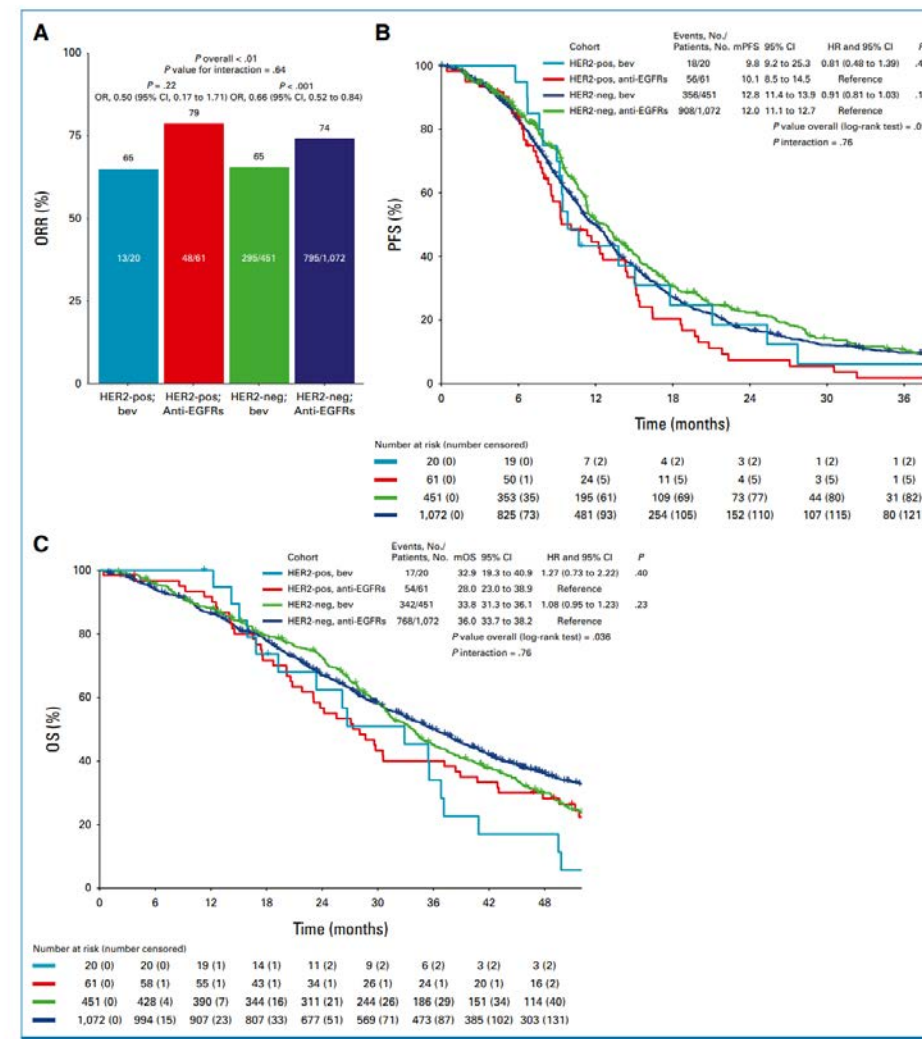 A
P overall < .01
P value for interaction = .64
P = .22 P < .001
OR, 0.50 (95% CI, 0.17 to 1.71) OR, 0.66 (95% CI, 0.52 to 0.84)
100
75
50
25
0
ORR (%)
65 79 65 74
13/20 48/61 295/451 795/1,072
HER2-pos; HER2-pos; HER2-neg; HER2-neg;
bev Anti-EGFRs bev Anti-EGFRs
B
Events, No./
Cohort Patients, No. mPFS 95% CI HR and 95% CI
HER2-pos, bev 18/20 9.8 9.2 to 25.3 0.81 (0.48 to 1.39)
HER2-pos, anti-EGFRs 56/61 10.1 8.5 to 14.5 Reference
HER2-neg, bev 356/451 12.8 11.4 to 13.9 0.91 (0.81 to 1.03)
HER2-neg, anti-EGFRs 908/1,072 12.0 11.1 to 12.7 Reference
P value overall (log-rank test) = .0
P interaction = .76
100
80
60
40
20
0
PFS (%)
0 6 12 18 24 30 36
Time (months)
Number at risk (number censored)
20 (0) 19 (0) 7 (2) 4 (2) 3 (2) 1 (2) 1 (2)
61 (0) 50 (1) 24 (5) 11 (5) 4 (5) 3 (5) 1 (5)
451 (0) 353 (35) 195 (61) 109 (69) 73 (77) 44 (80) 31 (82)
1,072 (0) 825 (73) 481 (93) 254 (105) 152 (110) 107 (115) 80 (121
C
Events, No./
Cohort Patients, No. mOS 95% CI HR and 95% CI P
HER2-pos, bev 17/20 32.9 19.3 to 40.9 1.27 (0.73 to 2.22) .40
HER2-pos, anti-EGFRs 54/61 28.0 23.0 to 38.9 Reference
HER2-neg, bev 342/451 33.8 31.3 to 36.1 1.08 (0.95 to 1.23) .23
HER2-neg, anti-EGFRs 768/1,072 36.0 33.7 to 38.2 Reference
P value overall (log-rank test) = .036
P interaction = .76
100
80
60
40
20
0
OS (%)
0 6 12 18 24 30 36 42 48
Time (months)
Number at risk (number censored)
20 (0) 20 (0) 19 (1) 14 (1) 11 (2) 9 (2) 6 (2) 3 (2) 3 (2)
61 (0) 58 (1) 55 (1) 43 (1) 34 (1) 26 (1) 24 (1) 20 (1) 16 (2)
451 (0) 428 (4) 390 (7) 344 (16) 311 (21) 244 (26) 186 (29) 151 (34) 114 (40)
1,072 (0) 994 (15) 907 (23) 807 (33) 677 (51) 569 (71) 473 (87) 385 (102) 303 (131)